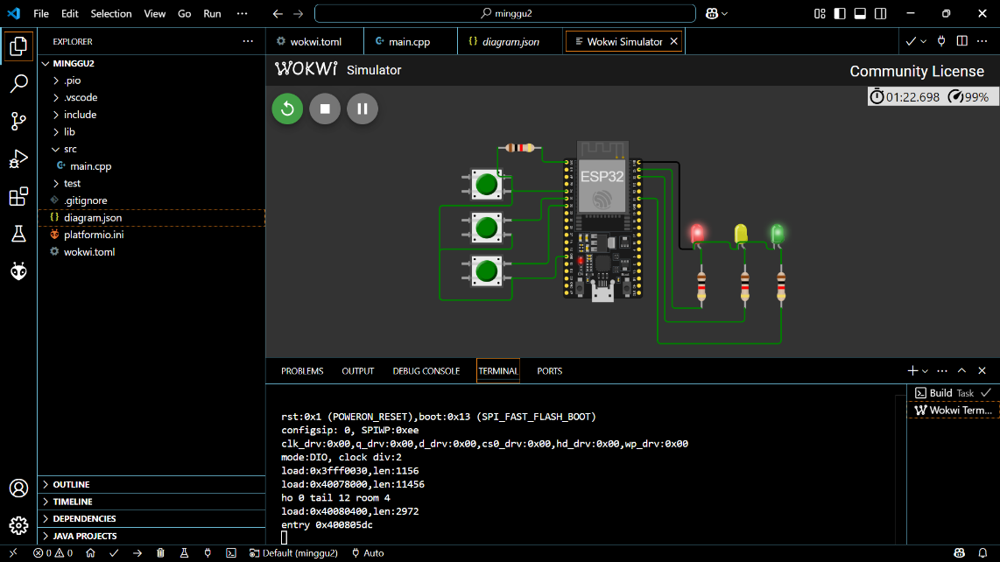 File Edit Selection View Go Run ··· minggu2
EXPLORER ···
MINGGU2
.pio
.vscode
include
lib
src
main.cpp
test
.gitignore
diagram.json
platformio.ini
wokwi.toml
OUTLINE
TIMELINE
DEPENDENCIES
JAVA PROJECTS
wokwi.toml main.cpp diagram.json Wokwi Simulator
WOKWI Simulator
Community License
01:22.698 99%
ESP32
PROBLEMS OUTPUT DEBUG CONSOLE TERMINAL PORTS
Build Task
Wokwi Term...
rst:0x1 (POWERON_RESET),boot:0x13 (SPI_FAST_FLASH_BOOT)
configsip: 0, SPIWP:0xee
clk_drv:0x00,q_drv:0x00,d_drv:0x00,cs0_drv:0x00,hd_drv:0x00,wp_drv:0x00
mode:DIO, clock div:2
load:0x3fff0030,len:1156
load:0x40078000,len:11456
ho 0 tail 12 room 4
load:0x40080400,len:2972
entry 0x400805dc
0 0 Default (minggu2) Auto